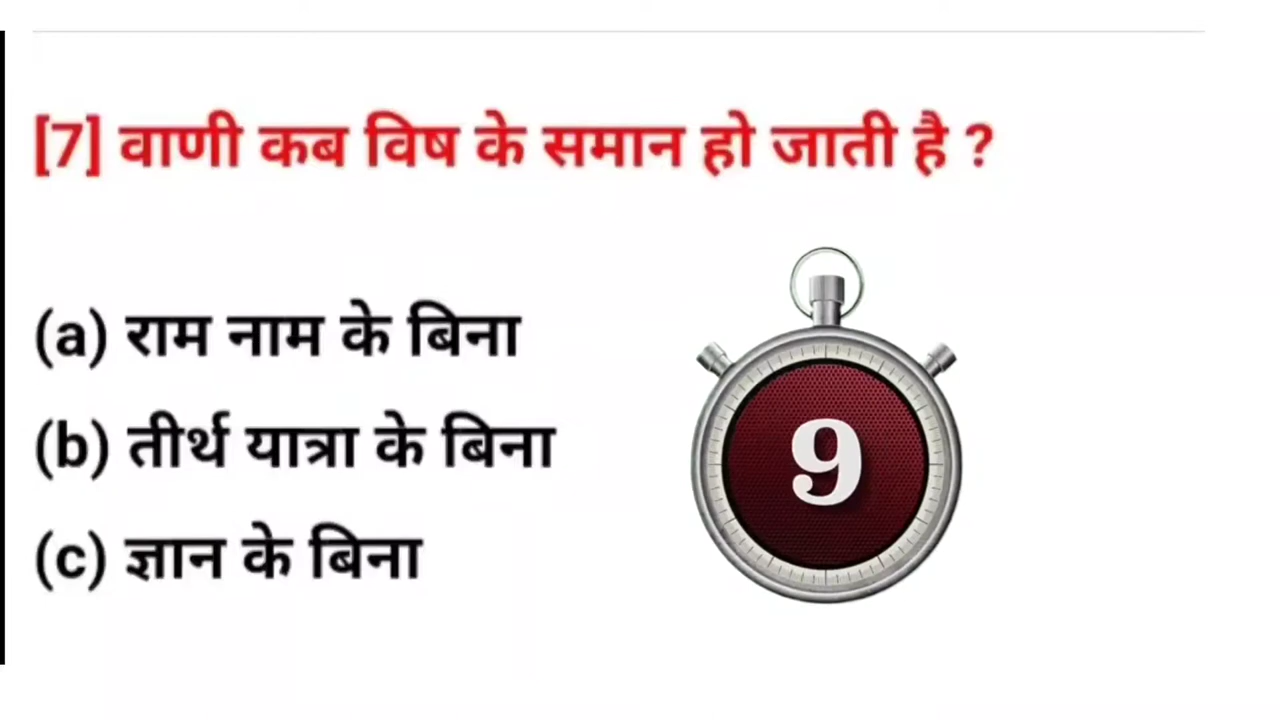 [7] वाणी कब विष के समान हो जाती है ?
(a) राम नाम के बिना
(b) तीर्थ यात्रा के बिना
(c) ज्ञान के बिना
9